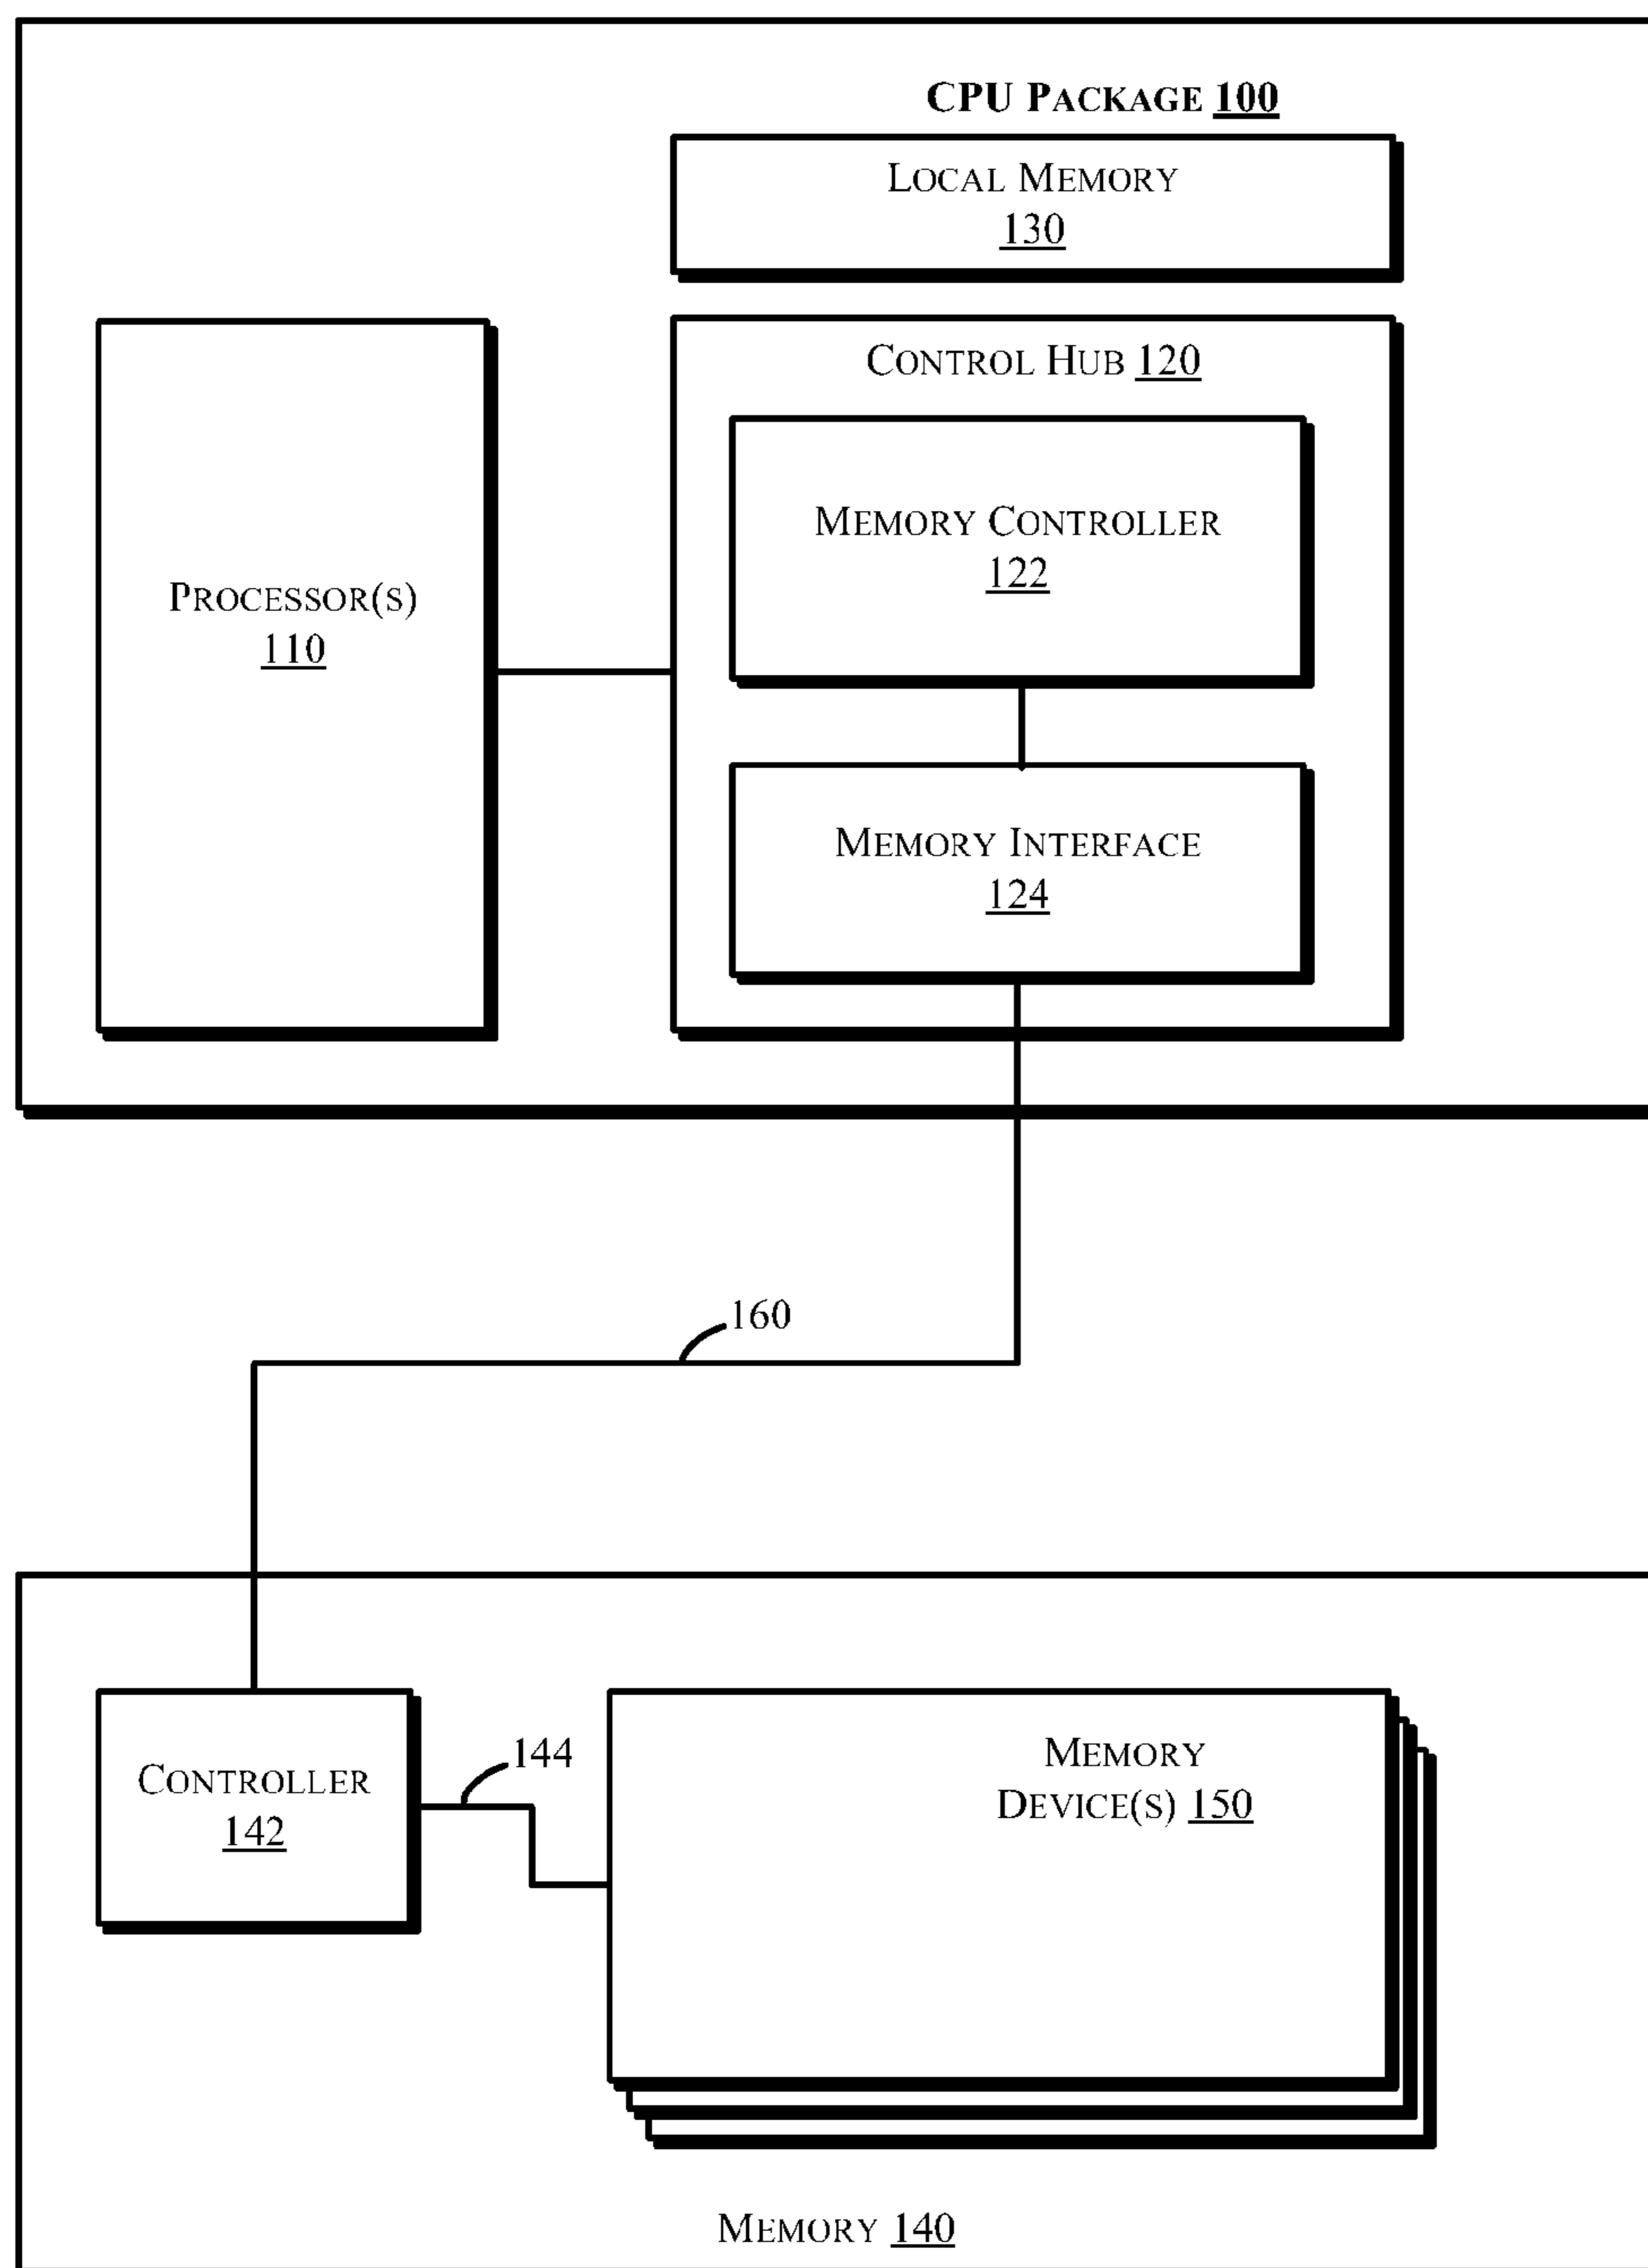 CPU PACKAGE 100
LOCAL MEMORY
130
CONTROL HUB 120
MEMORY CONTROLLER
122
PROCESSOR(S)
110
MEMORY INTERFACE
124
160
144
MEMORY
DEVICE(S) 150
CONTROLLER
142
MEMORY 140